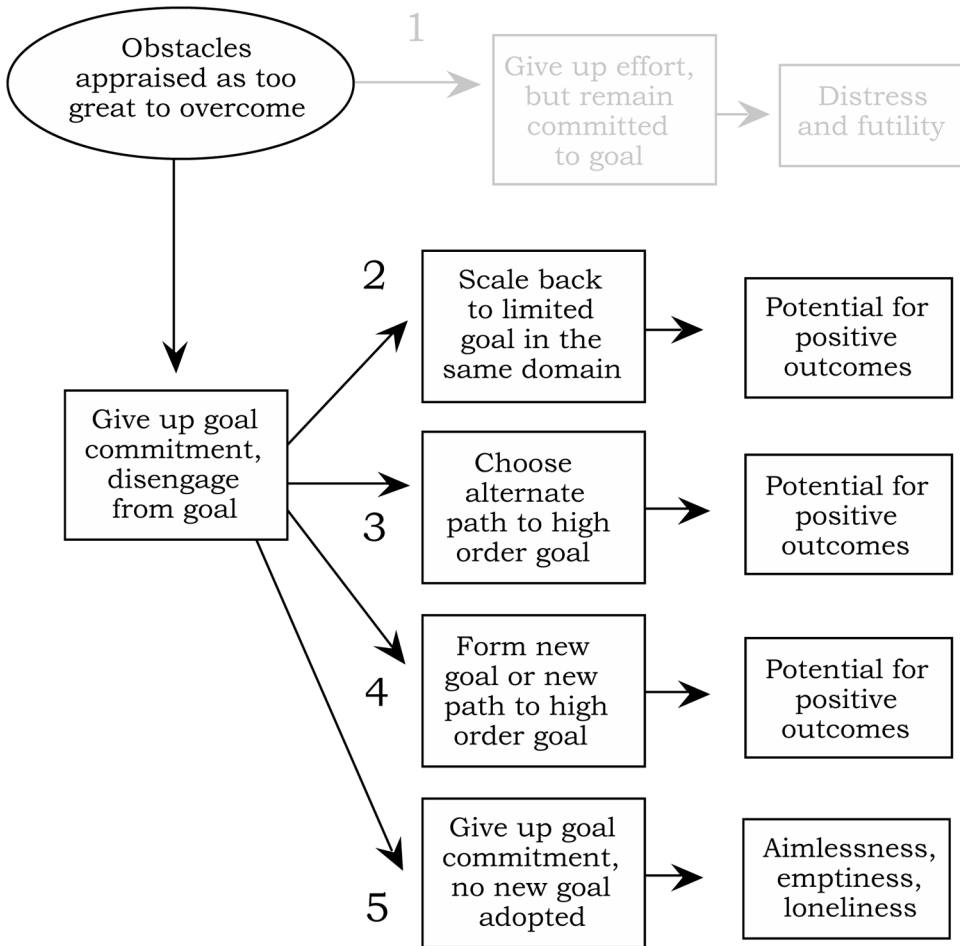 Obstacles
appraised as too
great to overcome
1
Give up effort,
but remain
committed
to goal
Distress
and futility
Give up goal
commitment,
disengage
from goal
2
Scale back
to limited
goal in the
same domain
Potential for
positive
outcomes
3
Choose
alternate
path to high
order goal
Potential for
positive
outcomes
4
Form new
goal or new
path to high
order goal
Potential for
positive
outcomes
5
Give up goal
commitment,
no new goal
adopted
Aimlessness,
emptiness,
loneliness